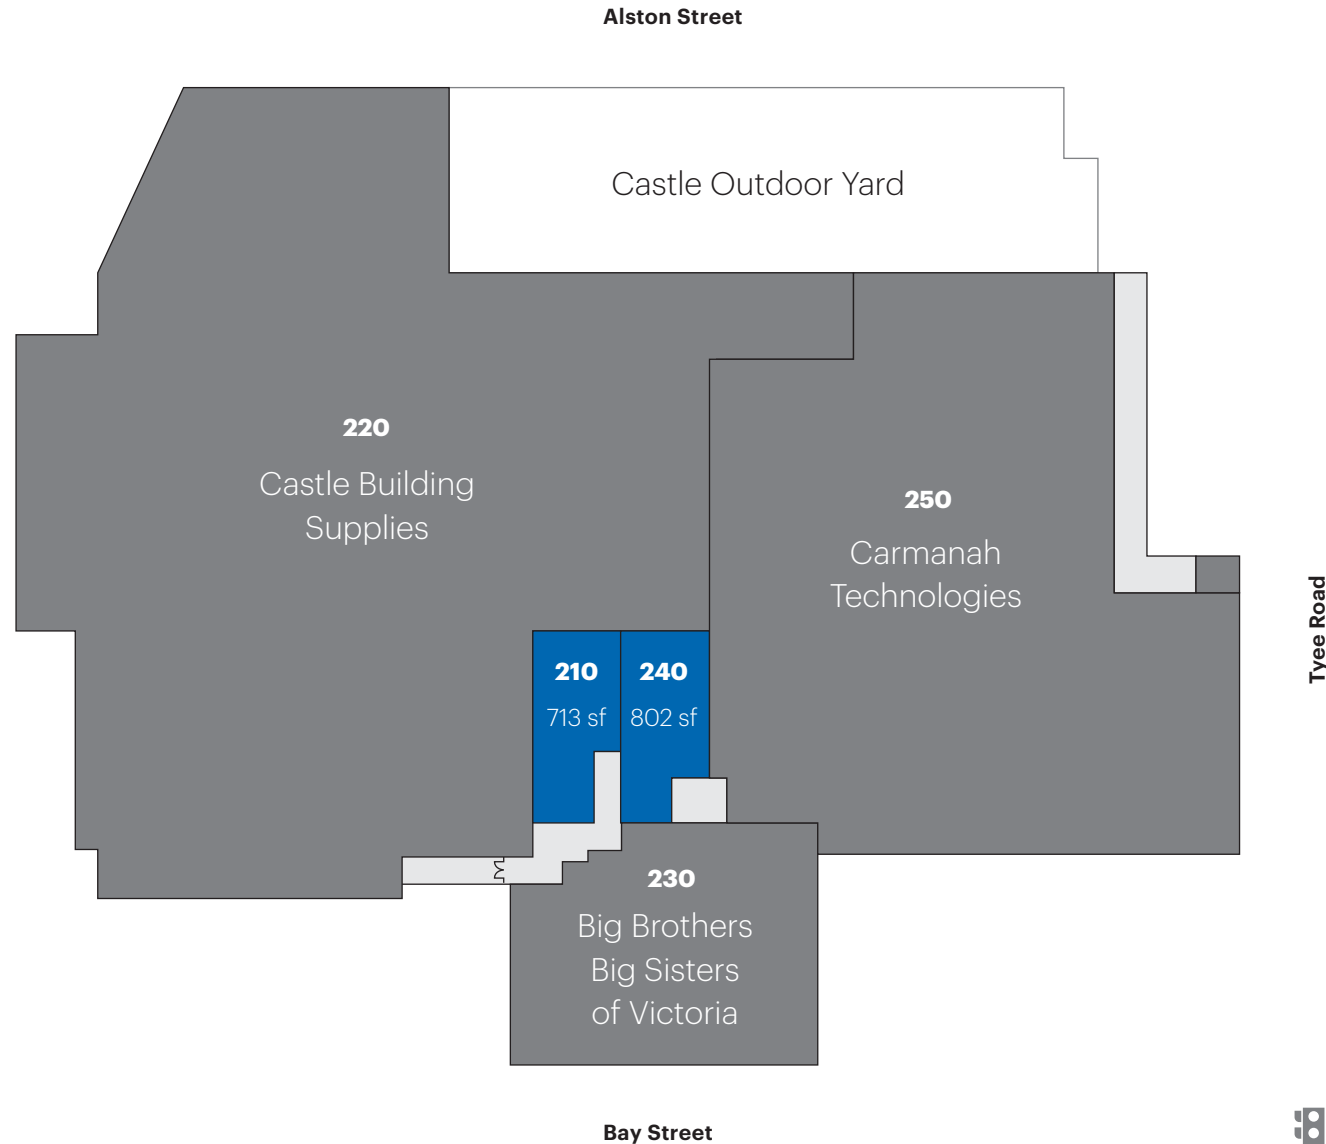 Alston Street
Castle Outdoor Yard
220
Castle Building
Supplies
250
Carmanah
Technologies
Tyee Road
210
713 sf
240
802 sf
230
Big Brothers
Big Sisters
of Victoria
Bay Street